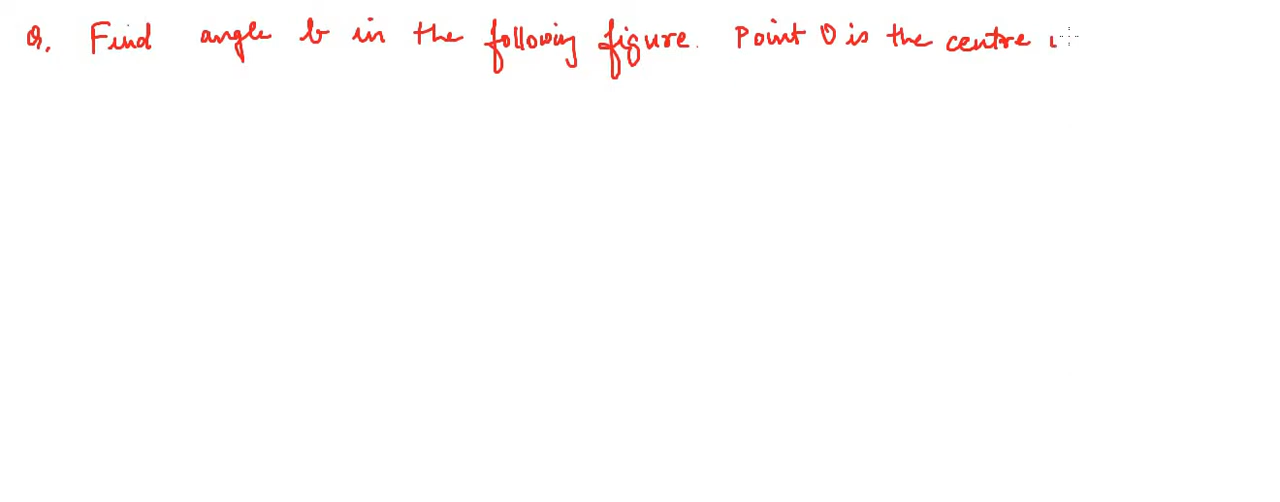 Q. Find angle b in the following figure. Point O is the centre